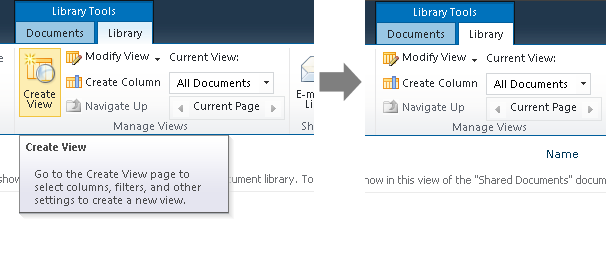 Library Tools
Documents Library
Create View
Modify View
Create Column
Navigate Up
Current View:
All Documents
Current Page
Manage Views
E-m
Li
Sh
Create View
Go to the Create View page to
select columns, filters, and other
settings to create a new view.
show
cument library. To
Library Tools
Documents Library
Modify View
Create Column
Navigate Up
Current View:
All Documents
Current Page
Manage Views
Name
now in this view of the "Shared Documents" docum